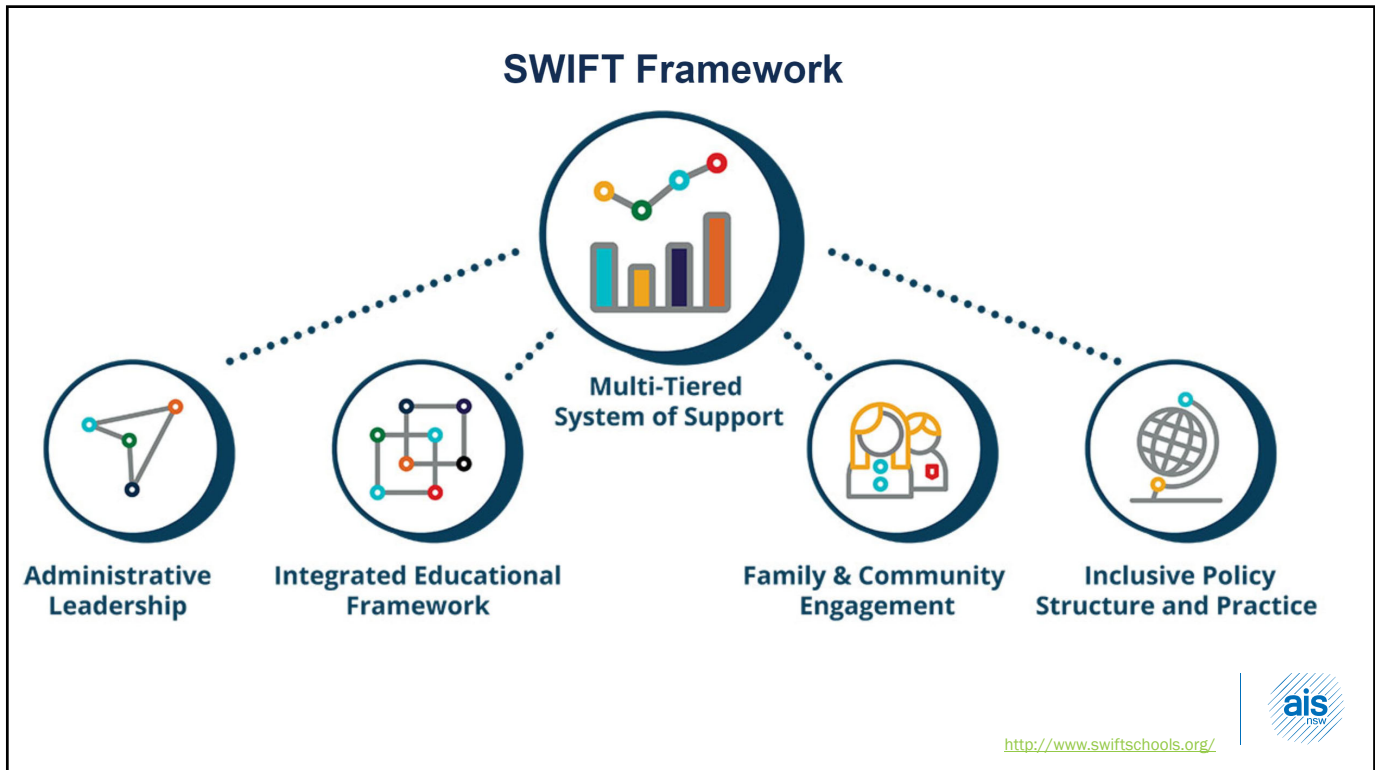 SWIFT Framework
Multi-Tiered
System of Support
Administrative
Leadership
Integrated Educational
Framework
Family & Community
Engagement
Inclusive Policy
Structure and Practice
http://www.swiftschools.org/
ais
nsw